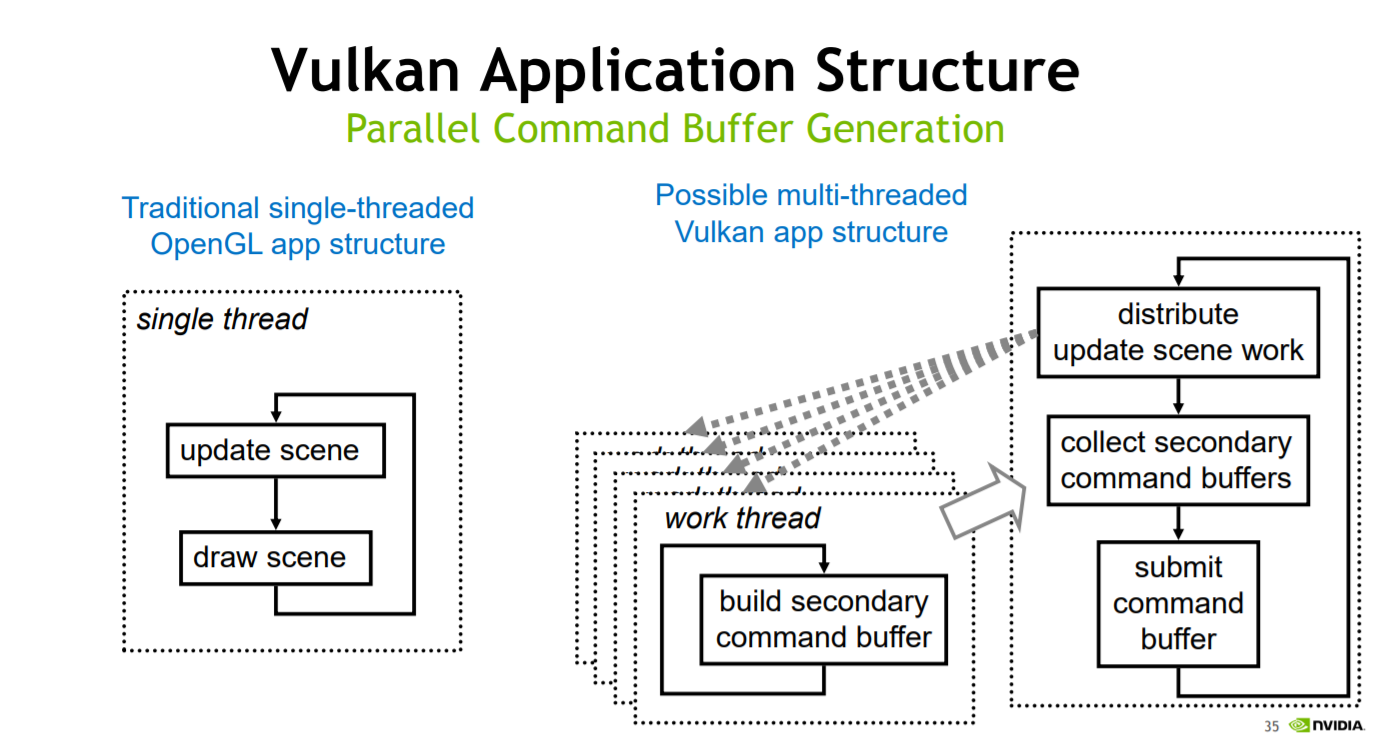 Vulkan Application Structure
Parallel Command Buffer Generation
Traditional single-threaded
OpenGL app structure
single thread
update scene
draw scene
Possible multi-threaded
Vulkan app structure
work thread
build secondary
command buffer
distribute
update scene work
collect secondary
command buffers
submit
command
buffer
35
NVIDIA.